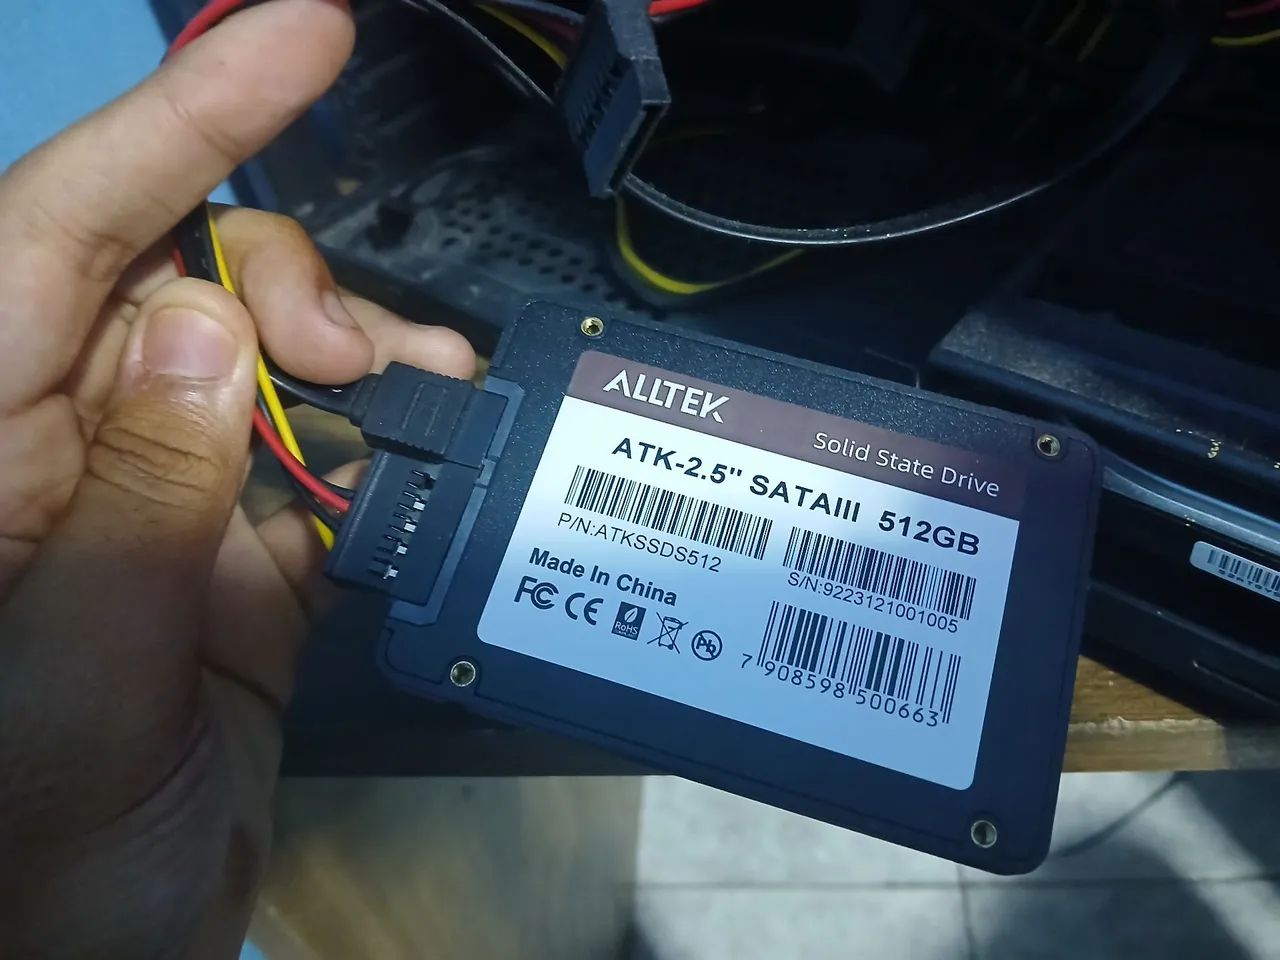 ALLTEK
Solid State Drive
ATK-2.5" SATAIII 512GB
P/N:ATKSSDS512
S/N:9223121001005
Made In China
FC CE RoHS Pb
7 908598 500663